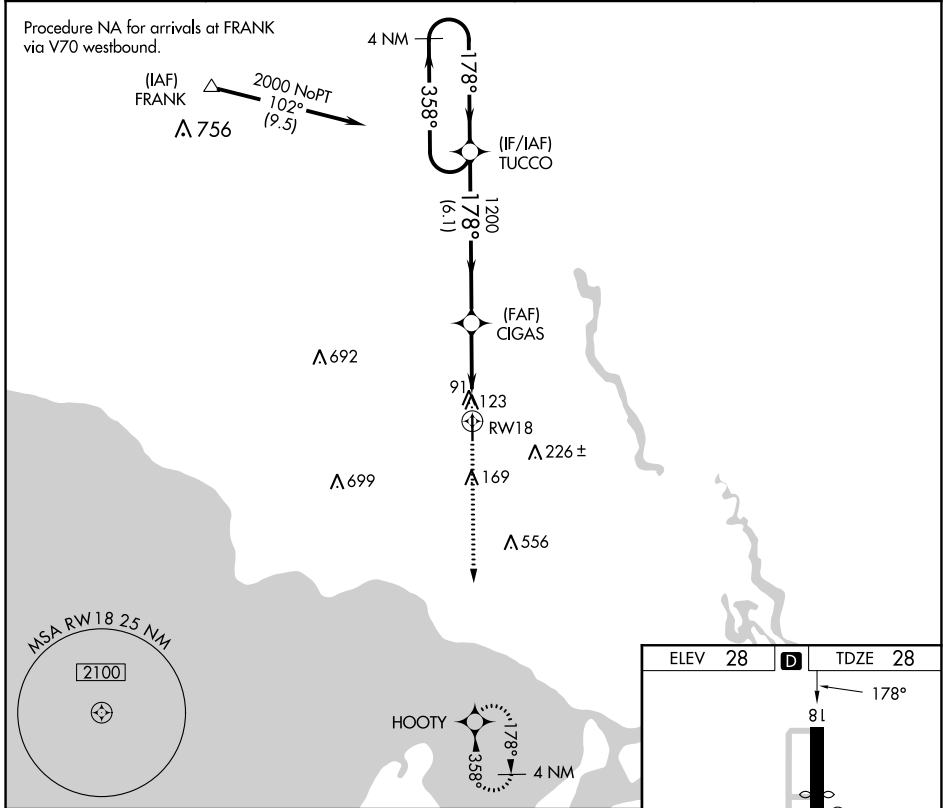 Procedure NA for arrivals at FRANK
via V70 westbound.
4 NM
178°
358°
(IAF)
FRANK
2000 NoPT
102°
(9.5)
756
(IF/IAF)
TUCCO
1200
178°
(6.1)
(FAF)
CIGAS
692
91
123
RW18
226 ±
699
169
556
MSA RW18 25 NM
2100
HOOTY
178°
358°
4 NM
ELEV 28
D
TDZE 28
178°
18